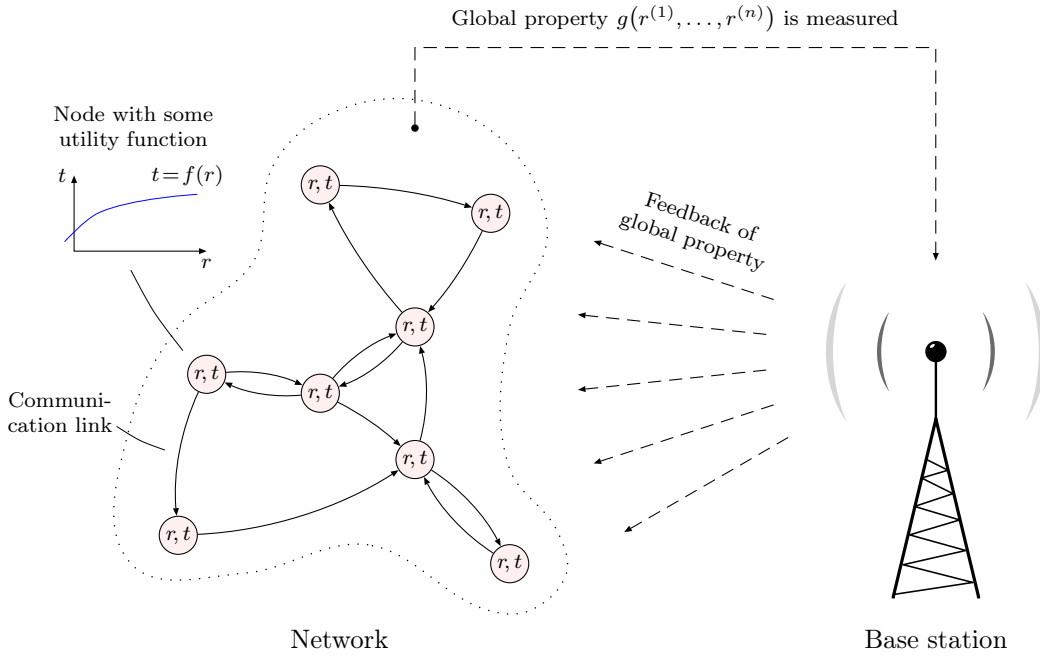 Global property g(r^(1), …, r^(n)) is measured
Node with some
utility function
t
t = f(r)
r
Feedback of
global property
r, t
r, t
r, t
r, t
r, t
Communi-
cation link
r, t
r, t
r, t
Network
Base station